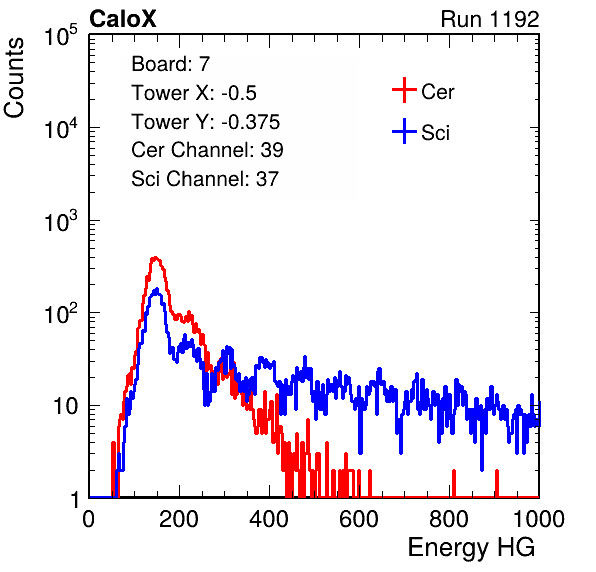 CaloX Run 1192
Counts
Board: 7
Tower X: -0.5
Tower Y: -0.375
Cer Channel: 39
Sci Channel: 37
Cer
Sci
10^5
10^4
10^3
10^2
10
1
0 200 400 600 800 1000
Energy HG